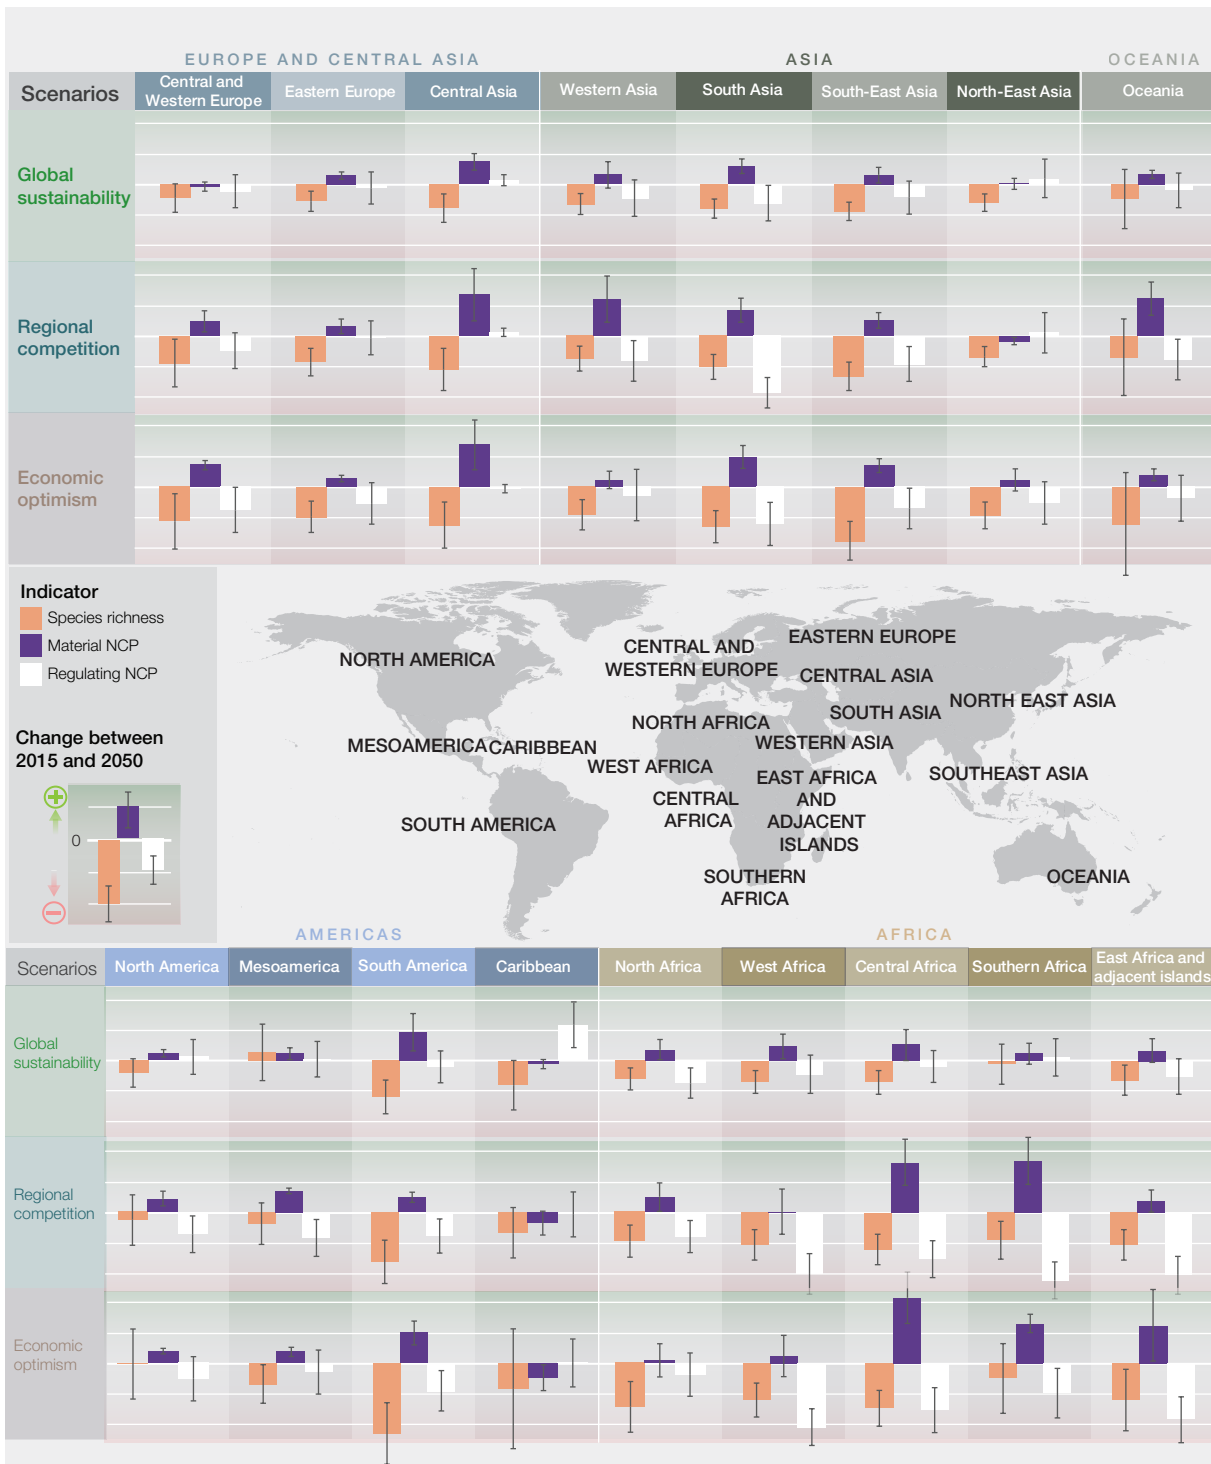 EUROPE AND CENTRAL ASIA
ASIA
OCEANIA
Scenarios
Central and
Western Europe
Eastern Europe
Central Asia
Western Asia
South Asia
South-East Asia
North-East Asia
Oceania
Global
sustainability
Regional
competition
Economic
optimism
Indicator
Species richness
Material NCP
Regulating NCP
Change between
2015 and 2050
0
NORTH AMERICA
CENTRAL AND
WESTERN EUROPE
EASTERN EUROPE
CENTRAL ASIA
NORTH EAST ASIA
SOUTH ASIA
NORTH AFRICA
WESTERN ASIA
MESOAMERICA
CARIBBEAN
WEST AFRICA
SOUTHEAST ASIA
EAST AFRICA
AND
ADJACENT
ISLANDS
CENTRAL
AFRICA
SOUTH AMERICA
SOUTHERN
AFRICA
OCEANIA
AMERICAS
AFRICA
Scenarios
North America
Mesoamerica
South America
Caribbean
North Africa
West Africa
Central Africa
Southern Africa
East Africa and
adjacent islands
Global
sustainability
Regional
competition
Economic
optimism